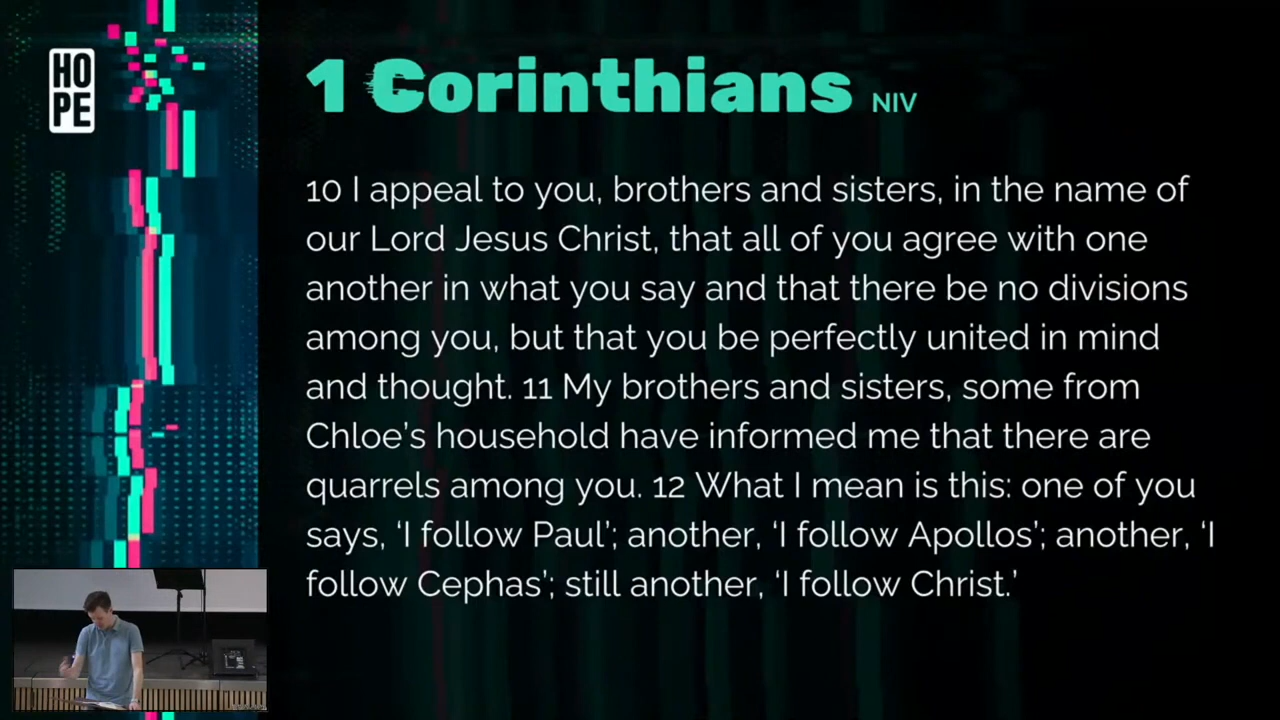 HO
PE
1 Corinthians NIV
10 I appeal to you, brothers and sisters, in the name of
our Lord Jesus Christ, that all of you agree with one
another in what you say and that there be no divisions
among you, but that you be perfectly united in mind
and thought. 11 My brothers and sisters, some from
Chloe’s household have informed me that there are
quarrels among you. 12 What I mean is this: one of you
says, ‘I follow Paul’; another, ‘I follow Apollos’; another, ‘I
follow Cephas’; still another, ‘I follow Christ.’